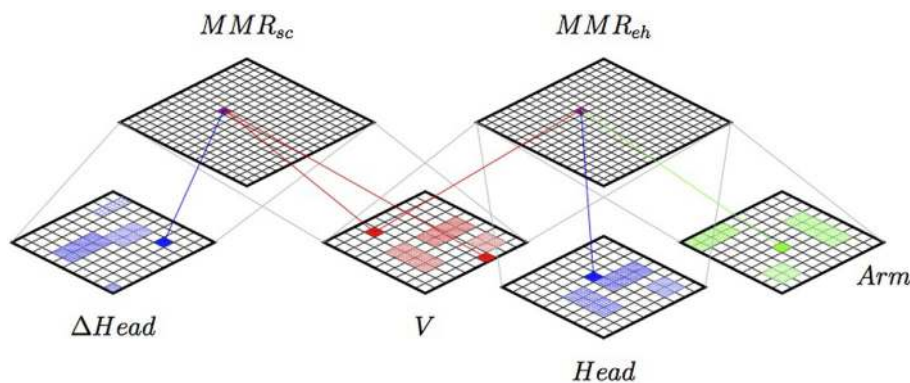 MMR_sc
MMR_eh
ΔHead
V
Head
Arm